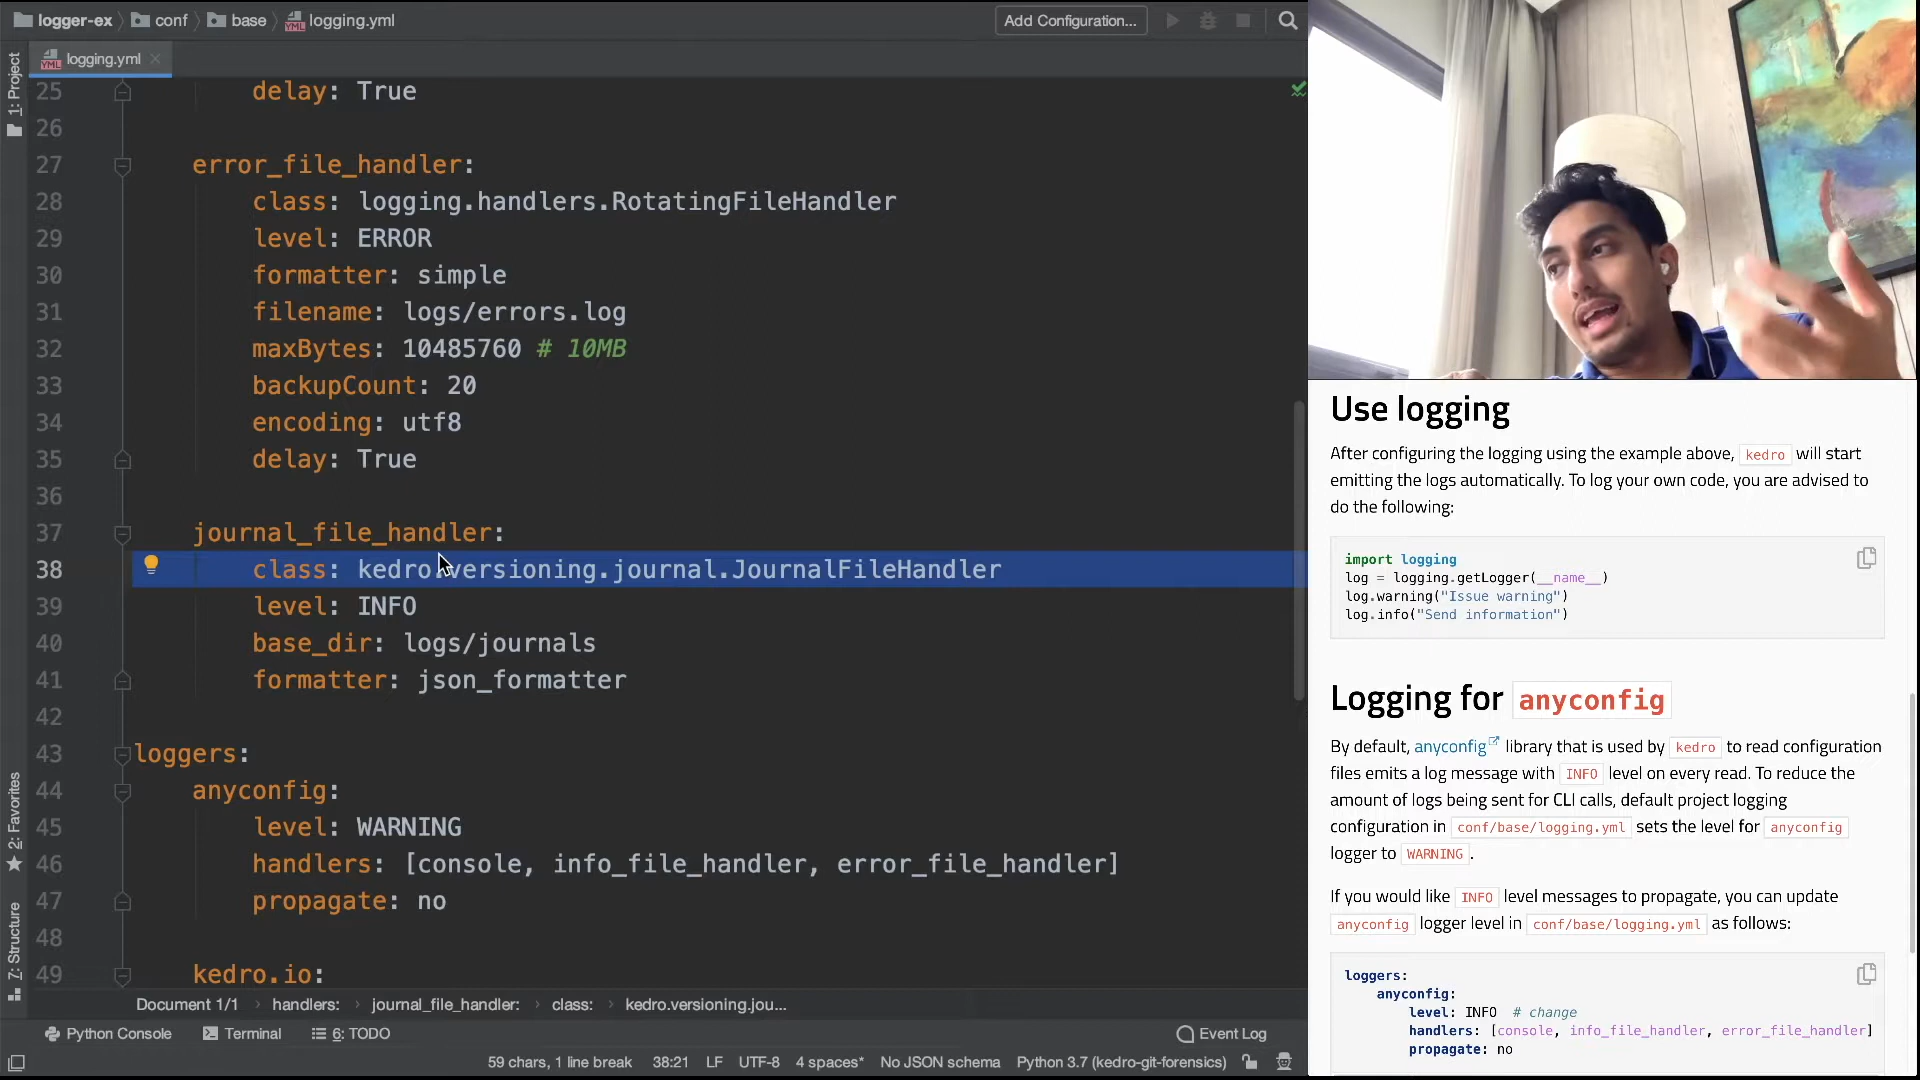 logger-ex
conf
base
logging.yml
Add Configuration...
1: Project
logging.yml
25 delay: True
26
27 error_file_handler:
28 class: logging.handlers.RotatingFileHandler
29 level: ERROR
30 formatter: simple
31 filename: logs/errors.log
32 maxBytes: 10485760 # 10MB
33 backupCount: 20
34 encoding: utf8
35 delay: True
36
37 journal_file_handler:
38 class: kedro.versioning.journal.JournalFileHandler
39 level: INFO
40 base_dir: logs/journals
41 formatter: json_formatter
42
43 loggers:
44 anyconfig:
45 level: WARNING
46 handlers: [console, info_file_handler, error_file_handler]
47 propagate: no
48
49 kedro.io:
2: Favorites
7: Structure
Document 1/1 handlers: journal_file_handler: class: kedro.versioning.jou...
Python Console Terminal 6: TODO Event Log
59 chars, 1 line break 38:21 LF UTF-8 4 spaces* No JSON schema Python 3.7 (kedro-git-forensics)
Use logging
After configuring the logging using the example above, kedro will start
emitting the logs automatically. To log your own code, you are advised to
do the following:
import logging
log = logging.getLogger(__name__)
log.warning("Issue warning")
log.info("Send information")
Logging for anyconfig
By default, anyconfig library that is used by kedro to read configuration
files emits a log message with INFO level on every read. To reduce the
amount of logs being sent for CLI calls, default project logging
configuration in conf/base/logging.yml sets the level for anyconfig
logger to WARNING.
If you would like INFO level messages to propagate, you can update
anyconfig logger level in conf/base/logging.yml as follows:
loggers:
anyconfig:
level: INFO # change
handlers: [console, info_file_handler, error_file_handler]
propagate: no